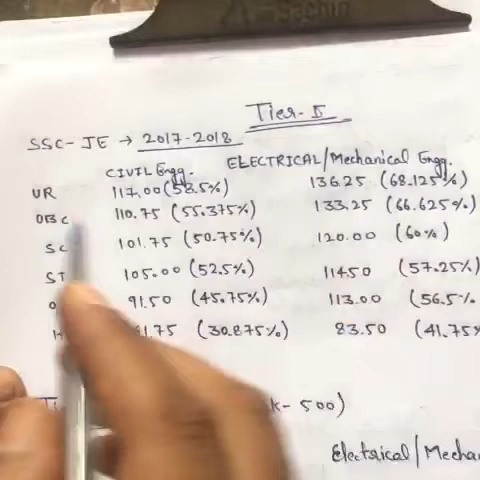 Tier-I
SSC-JE → 2017-2018
CIVIL Engg. ELECTRICAL/Mechanical Engg.
UR 117.00 (58.5%) 136.25 (68.125%)
OBC 110.75 (55.375%) 133.25 (66.625%)
SC 101.75 (50.75%) 120.00 (60%)
ST 105.00 (52.5%) 114.50 (57.25%)
91.50 (45.75%) 113.00 (56.5%
1.75 (30.875%) 83.50 (41.75%
500)
Electrical/Mecha